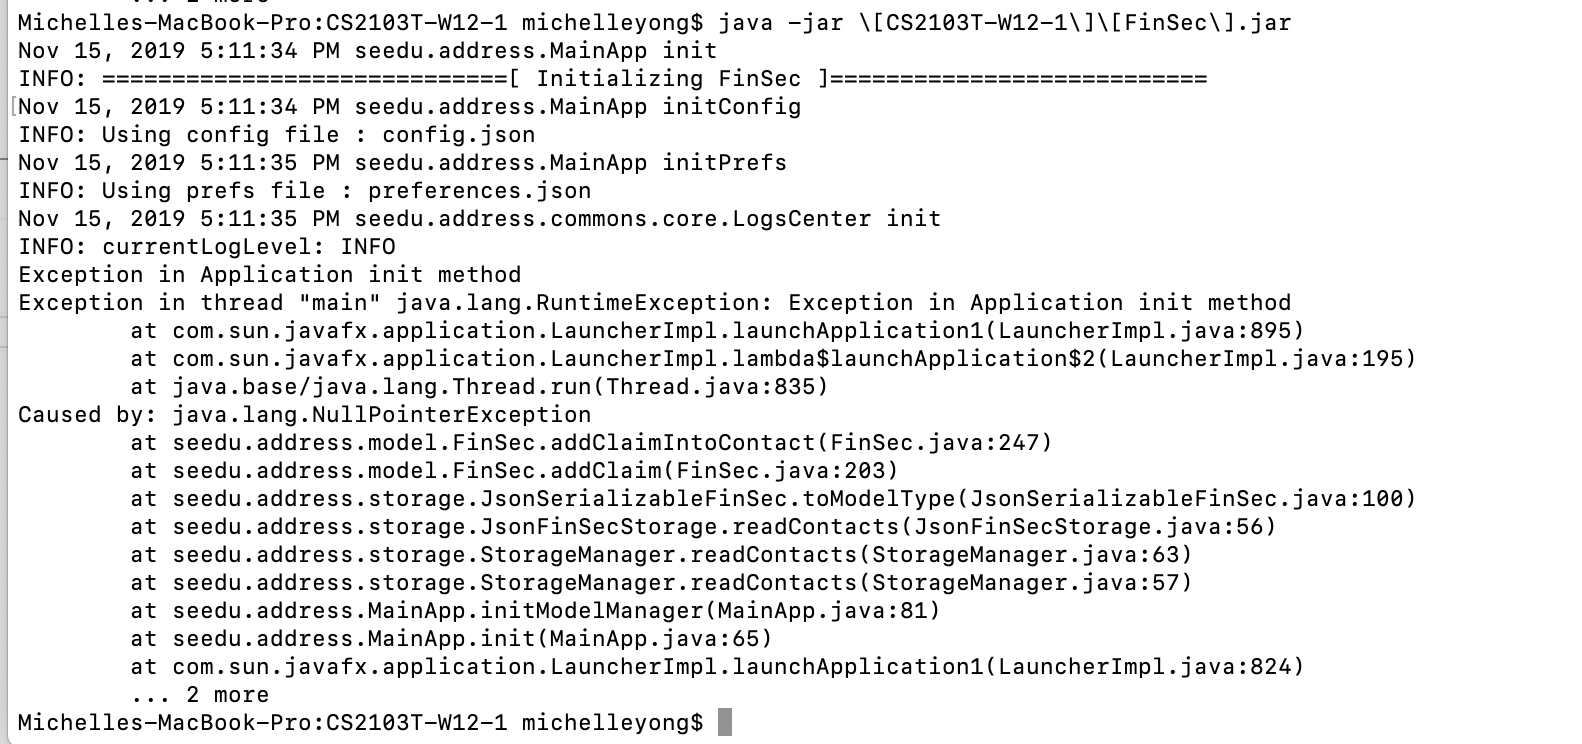 ... 2 more
Michelles-MacBook-Pro:CS2103T-W12-1 michelleyong$ java -jar \[CS2103T-W12-1\]\[FinSec\].jar
Nov 15, 2019 5:11:34 PM seedu.address.MainApp init
INFO: =============================[ Initializing FinSec ]===========================
[Nov 15, 2019 5:11:34 PM seedu.address.MainApp initConfig
INFO: Using config file : config.json
Nov 15, 2019 5:11:35 PM seedu.address.MainApp initPrefs
INFO: Using prefs file : preferences.json
Nov 15, 2019 5:11:35 PM seedu.address.commons.core.LogsCenter init
INFO: currentLogLevel: INFO
Exception in Application init method
Exception in thread "main" java.lang.RuntimeException: Exception in Application init method
        at com.sun.javafx.application.LauncherImpl.launchApplication1(LauncherImpl.java:895)
        at com.sun.javafx.application.LauncherImpl.lambda$launchApplication$2(LauncherImpl.java:195)
        at java.base/java.lang.Thread.run(Thread.java:835)
Caused by: java.lang.NullPointerException
        at seedu.address.model.FinSec.addClaimIntoContact(FinSec.java:247)
        at seedu.address.model.FinSec.addClaim(FinSec.java:203)
        at seedu.address.storage.JsonSerializableFinSec.toModelType(JsonSerializableFinSec.java:100)
        at seedu.address.storage.JsonFinSecStorage.readContacts(JsonFinSecStorage.java:56)
        at seedu.address.storage.StorageManager.readContacts(StorageManager.java:63)
        at seedu.address.storage.StorageManager.readContacts(StorageManager.java:57)
        at seedu.address.MainApp.initModelManager(MainApp.java:81)
        at seedu.address.MainApp.init(MainApp.java:65)
        at com.sun.javafx.application.LauncherImpl.launchApplication1(LauncherImpl.java:824)
        ... 2 more
Michelles-MacBook-Pro:CS2103T-W12-1 michelleyong$